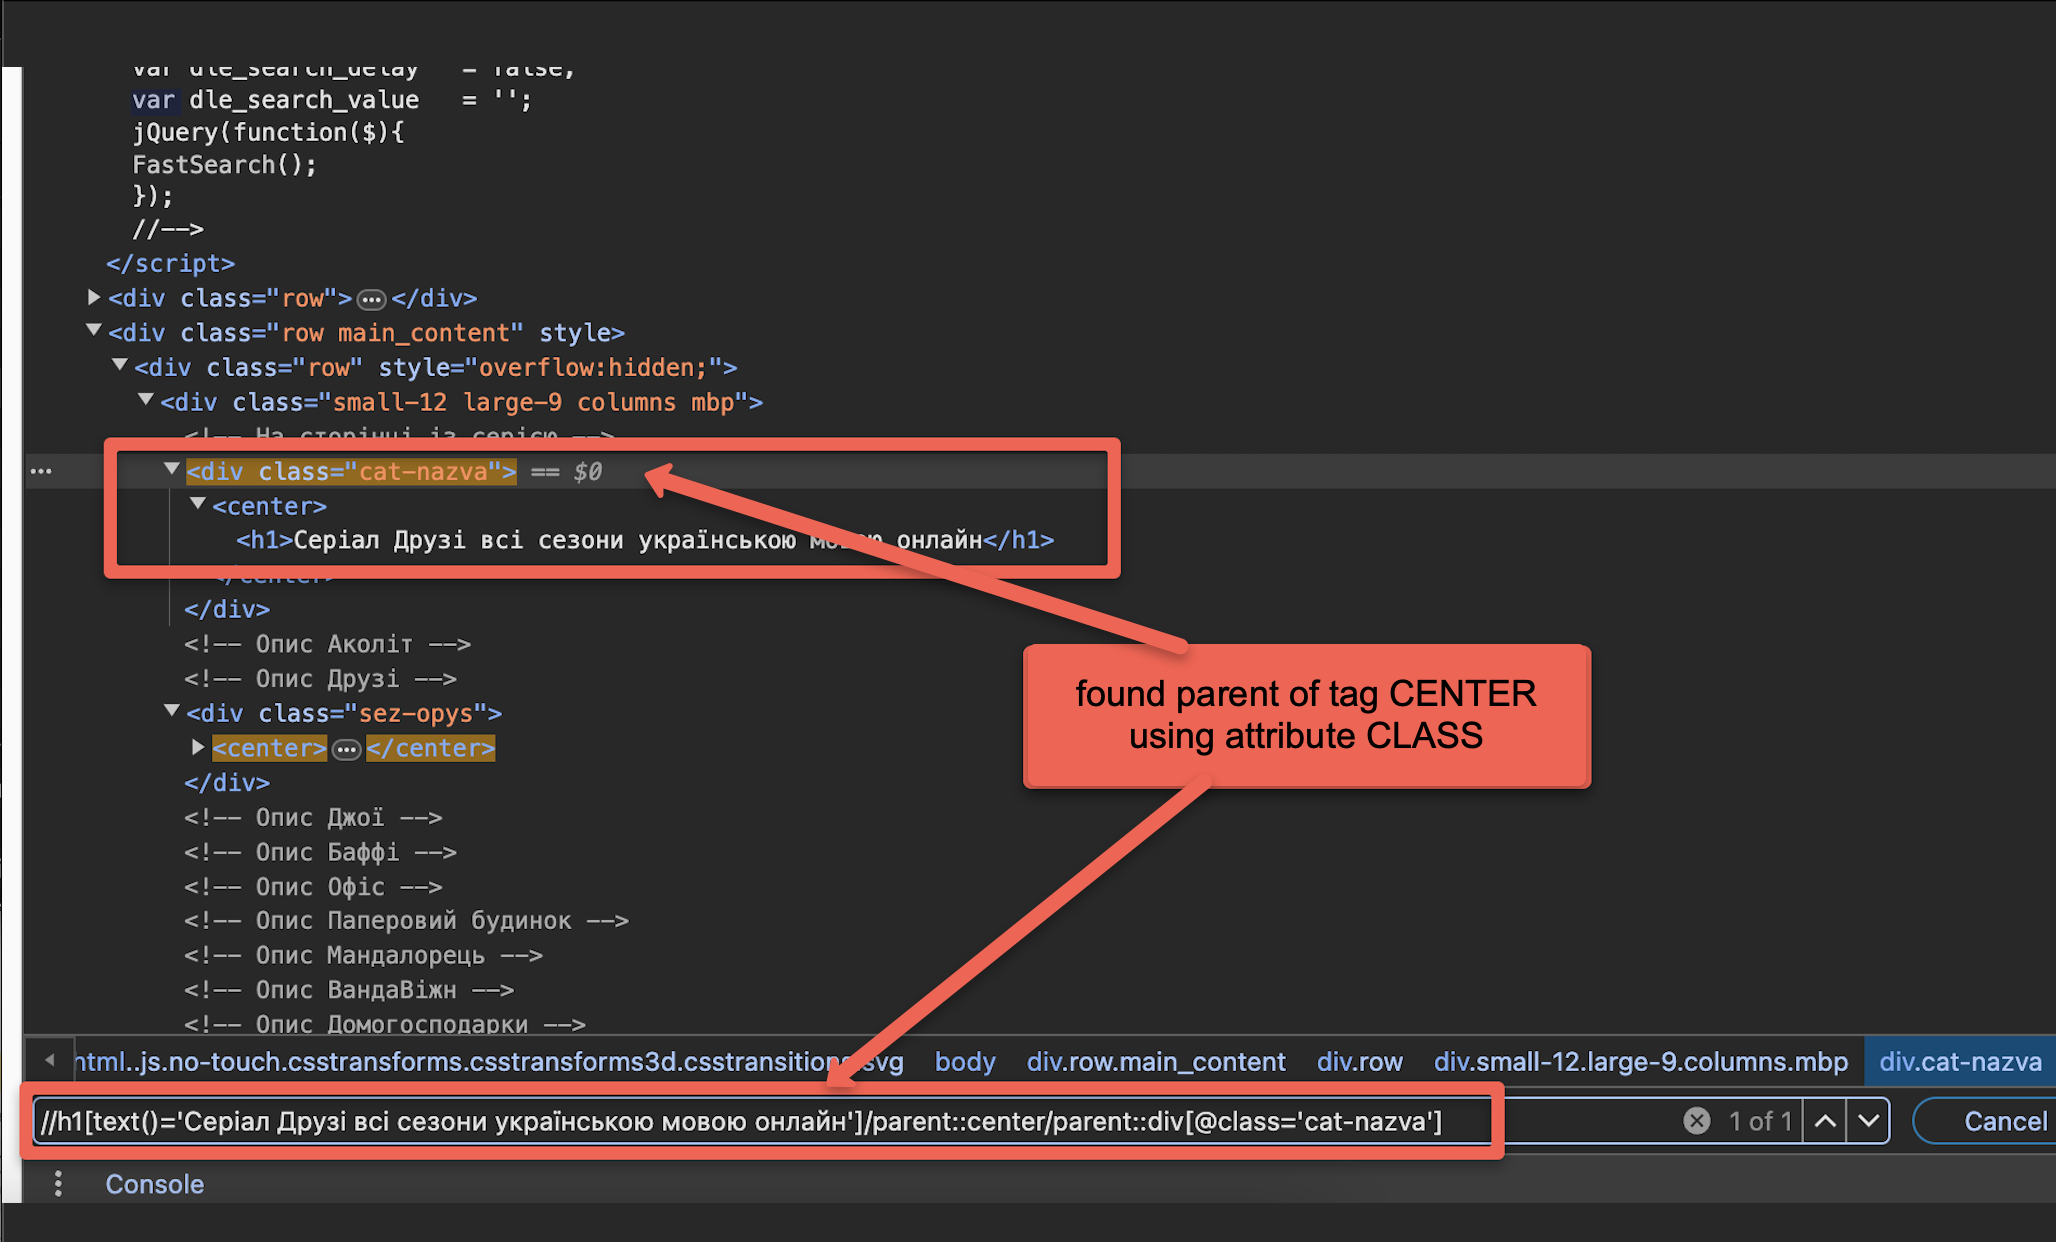 var dle_search_delay   = false,
var dle_search_value   = '';
jQuery(function($){
FastSearch();
});
//-->
</script>
<div class="row">…</div>
<div class="row main_content" style>
<div class="row" style="overflow:hidden;">
<div class="small-12 large-9 columns mbp">
<!-- На сторінці із серією -->
… <div class="cat-nazva"> == $0
<center>
<h1>Серіал Друзі всі сезони українською мовою онлайн</h1>
</center>
</div>
<!-- Опис Аколіт -->
<!-- Опис Друзі -->
<div class="sez-opys">
<center>…</center>
</div>
<!-- Опис Джої -->
<!-- Опис Баффі -->
<!-- Опис Офіс -->
<!-- Опис Паперовий будинок -->
<!-- Опис Мандалорець -->
<!-- Опис ВандаВіжн -->
<!-- Опис Домогосподарки -->
found parent of tag CENTER
using attribute CLASS
html..js.no-touch.csstransforms.csstransforms3d.csstransitions.svg body div.row.main_content div.row div.small-12.large-9.columns.mbp div.cat-nazva
//h1[text()='Серіал Друзі всі сезони українською мовою онлайн']/parent::center/parent::div[@class='cat-nazva'] 1 of 1 Cancel
Console